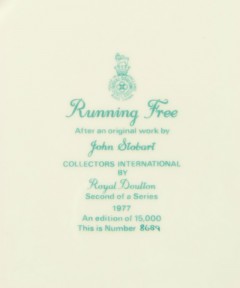 Running Free
After an original work by
John Stobart
COLLECTORS INTERNATIONAL
BY
Royal Doulton
Second of a Series
1977
An edition of 15,000
This is Number